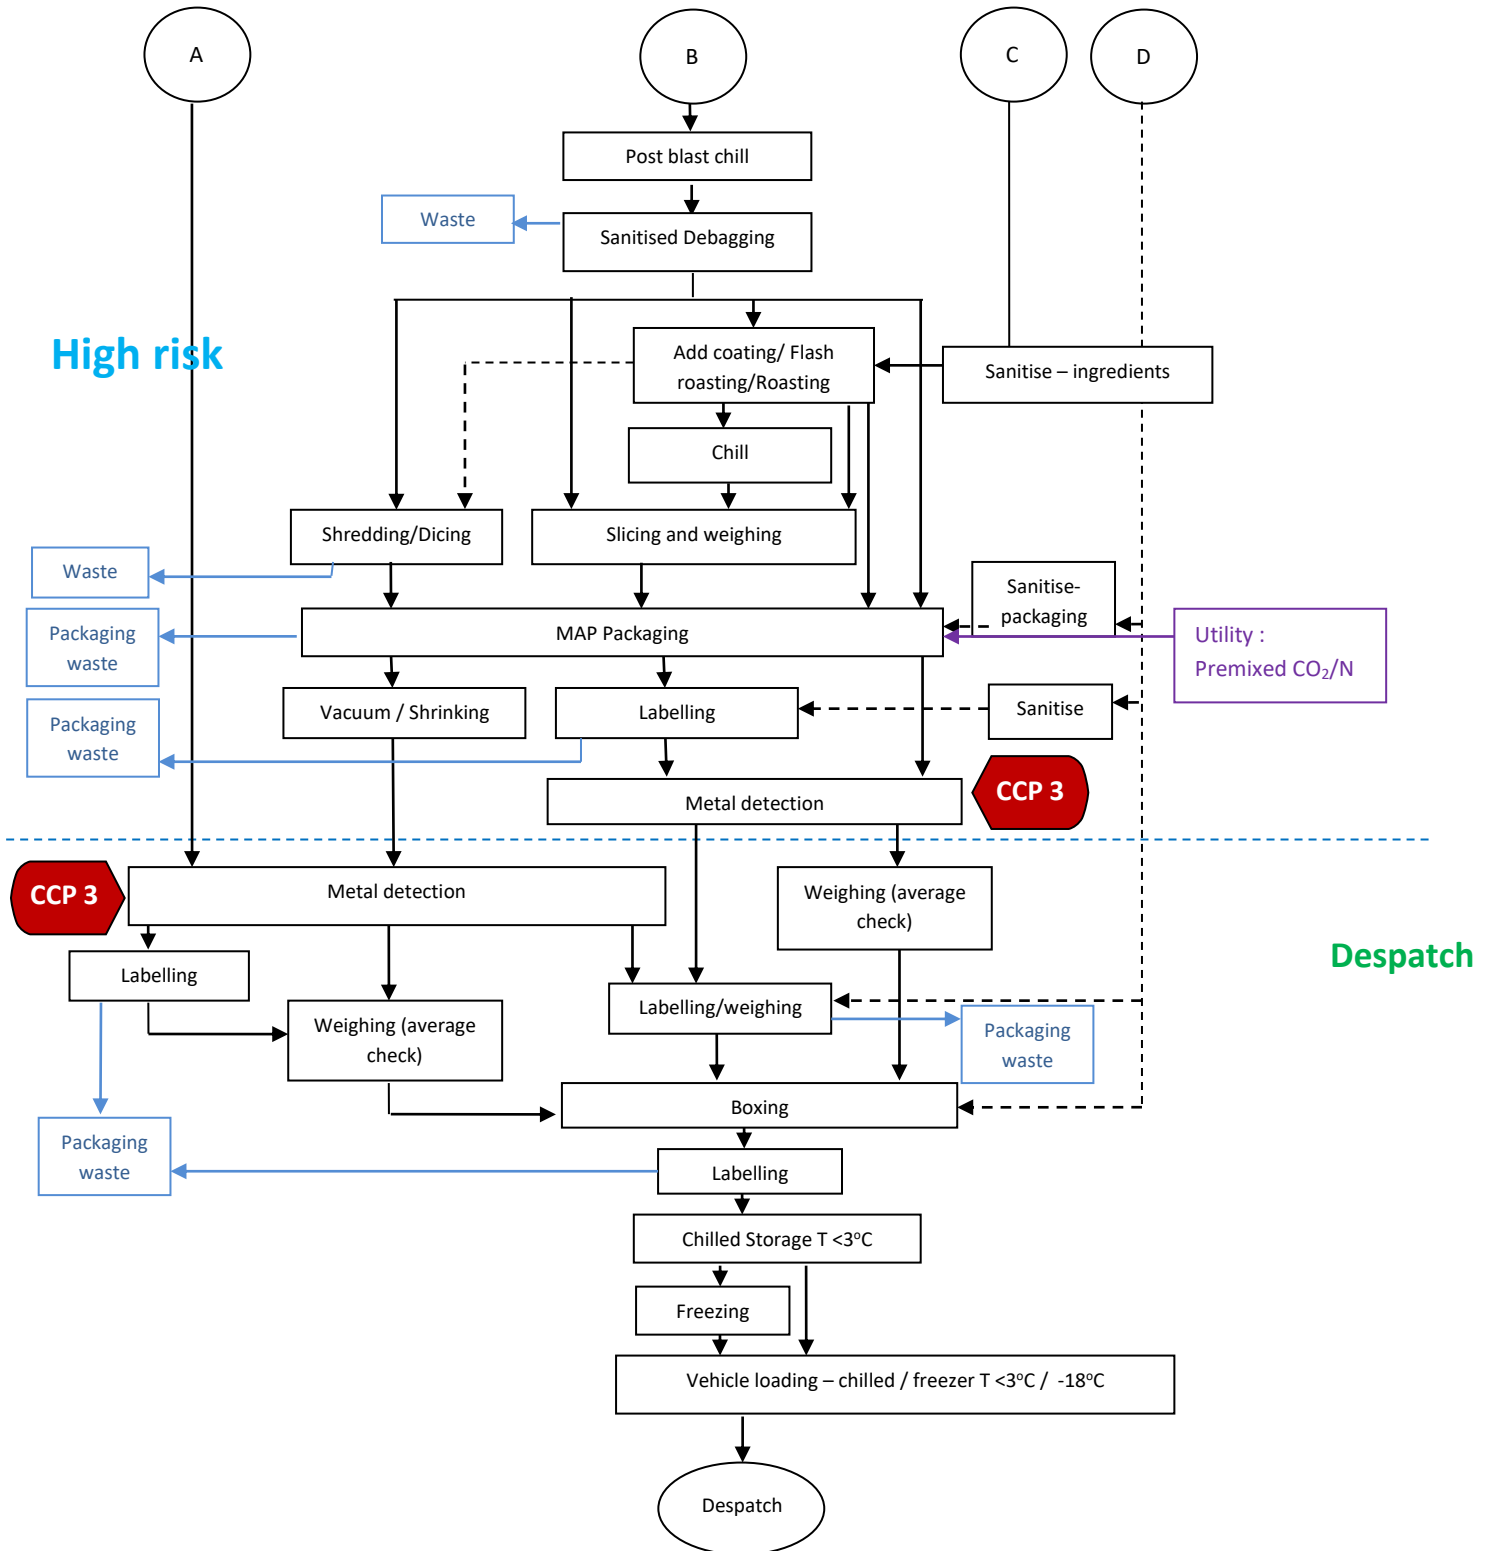 A
B
C
D
Post blast chill
Waste
Sanitised Debagging
High risk
Add coating/ Flash
roasting/Roasting
Sanitise – ingredients
Chill
Shredding/Dicing
Slicing and weighing
Waste
Sanitise-
packaging
Packaging
waste
MAP Packaging
Utility :
Premixed CO₂/N
Vacuum / Shrinking
Labelling
Sanitise
Packaging
waste
Metal detection
CCP 3
CCP 3
Metal detection
Weighing (average
check)
Despatch
Labelling
Labelling/weighing
Weighing (average
check)
Packaging
waste
Boxing
Packaging
waste
Labelling
Chilled Storage T <3ᵒC
Freezing
Vehicle loading – chilled / freezer T <3ᵒC / -18ᵒC
Despatch